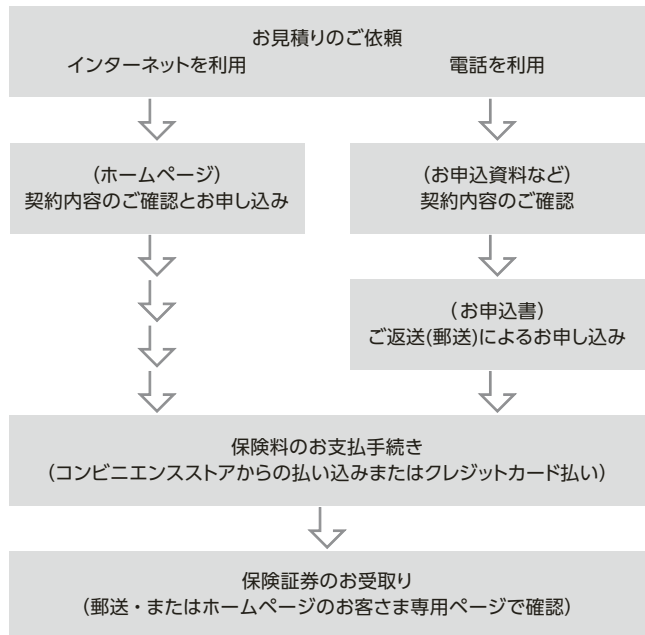 お見積りのご依頼
インターネットを利用
電話を利用
（ホームページ）
契約内容のご確認とお申し込み
（お申込資料など）
契約内容のご確認
（お申込書）
ご返送(郵送)によるお申し込み
保険料のお支払手続き
（コンビニエンスストアからの払い込みまたはクレジットカード払い）
保険証券のお受取り
（郵送・またはホームページのお客さま専用ページで確認）